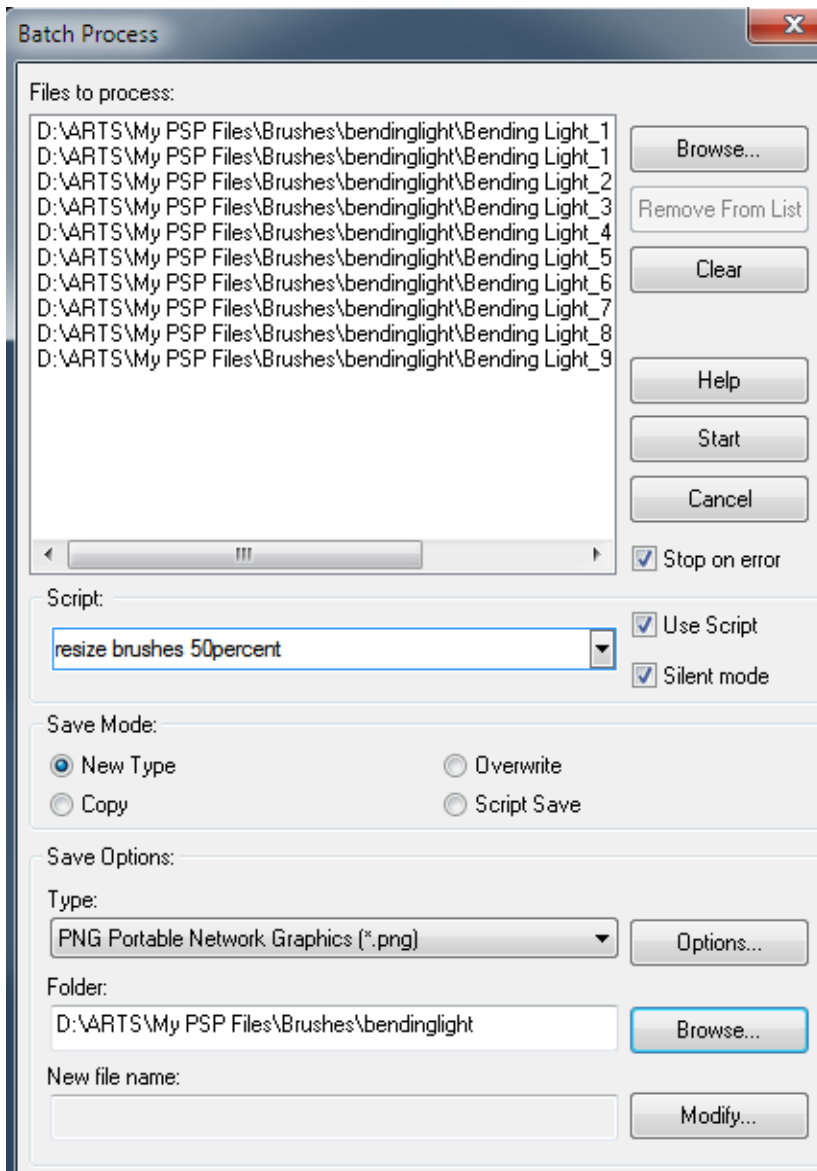 Batch Process
Files to process:
D:\ARTS\My PSP Files\Brushes\bendinglight\Bending Light_1
D:\ARTS\My PSP Files\Brushes\bendinglight\Bending Light_1
D:\ARTS\My PSP Files\Brushes\bendinglight\Bending Light_2
D:\ARTS\My PSP Files\Brushes\bendinglight\Bending Light_3
D:\ARTS\My PSP Files\Brushes\bendinglight\Bending Light_4
D:\ARTS\My PSP Files\Brushes\bendinglight\Bending Light_5
D:\ARTS\My PSP Files\Brushes\bendinglight\Bending Light_6
D:\ARTS\My PSP Files\Brushes\bendinglight\Bending Light_7
D:\ARTS\My PSP Files\Brushes\bendinglight\Bending Light_8
D:\ARTS\My PSP Files\Brushes\bendinglight\Bending Light_9
Browse...
Remove From List
Clear
Help
Start
Cancel
Stop on error
Script:
resize brushes 50percent
Use Script
Silent mode
Save Mode:
New Type
Overwrite
Copy
Script Save
Save Options:
Type:
PNG Portable Network Graphics (*.png)
Options...
Folder:
D:\ARTS\My PSP Files\Brushes\bendinglight
Browse...
New file name:
Modify...